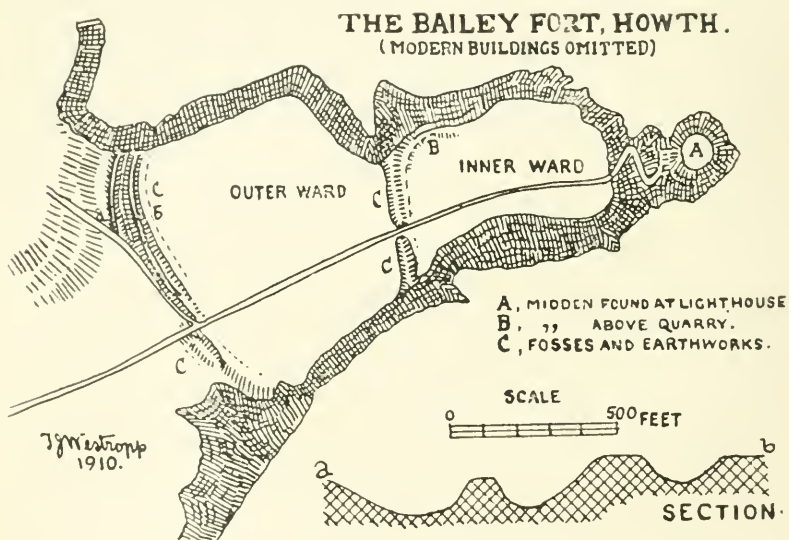 THE BAILEY FORT, HOWTH.
(MODERN BUILDINGS OMITTED)
A
B
INNER WARD
OUTER WARD
C
a
b
C
C
C
A, MIDDEN FOUND AT LIGHTHOUSE
B, ,, ABOVE QUARRY.
C, FOSSES AND EARTHWORKS.
SCALE
0 500 FEET
TJWestropp
1910.
a b
SECTION.